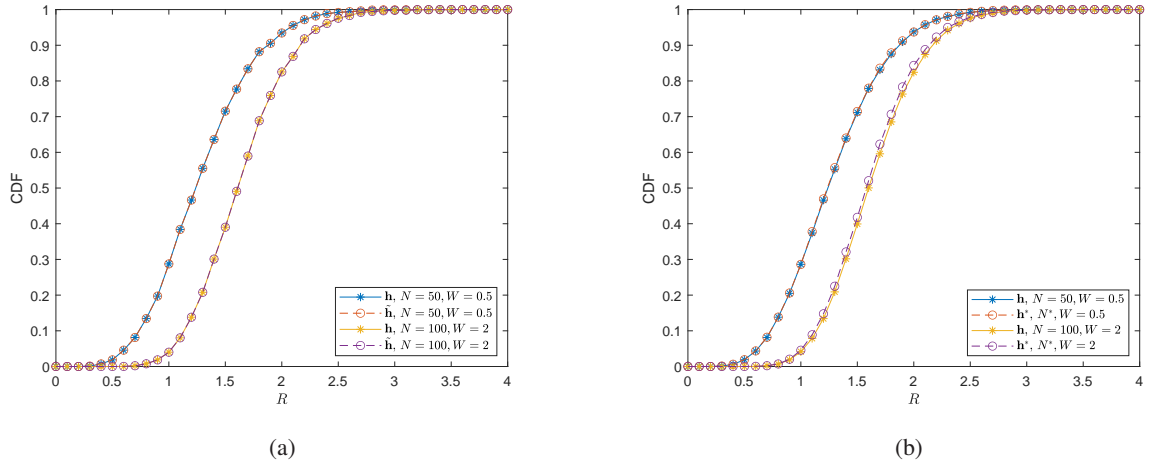 1
0.9
0.8
0.7
0.6
0.5
0.4
0.3
0.2
0.1
0
CDF
0 0.5 1 1.5 2 2.5 3 3.5 4
R
h, N = 50, W = 0.5
h̃, N = 50, W = 0.5
h, N = 100, W = 2
h̃, N = 100, W = 2
(a)
1
0.9
0.8
0.7
0.6
0.5
0.4
0.3
0.2
0.1
0
CDF
0 0.5 1 1.5 2 2.5 3 3.5 4
R
h, N = 50, W = 0.5
h*, N*, W = 0.5
h, N = 100, W = 2
h*, N*, W = 2
(b)